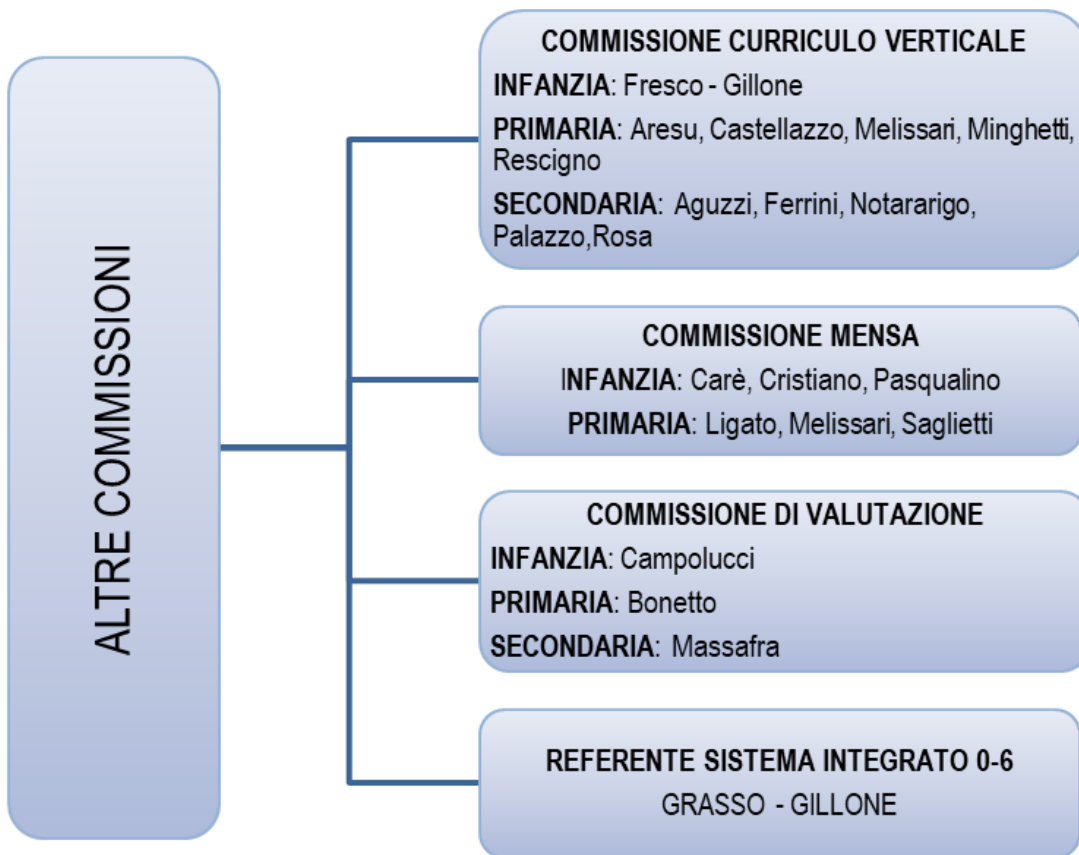 ALTRE COMMISSIONI
COMMISSIONE CURRICULO VERTICALE
INFANZIA: Fresco - Gillone
PRIMARIA: Aresu, Castellazzo, Melissari, Minghetti,
Rescigno
SECONDARIA: Aguzzi, Ferrini, Notararigo,
Palazzo,Rosa
COMMISSIONE MENSA
INFANZIA: Carè, Cristiano, Pasqualino
PRIMARIA: Ligato, Melissari, Saglietti
COMMISSIONE DI VALUTAZIONE
INFANZIA: Campolucci
PRIMARIA: Bonetto
SECONDARIA: Massafra
REFERENTE SISTEMA INTEGRATO 0-6
GRASSO - GILLONE